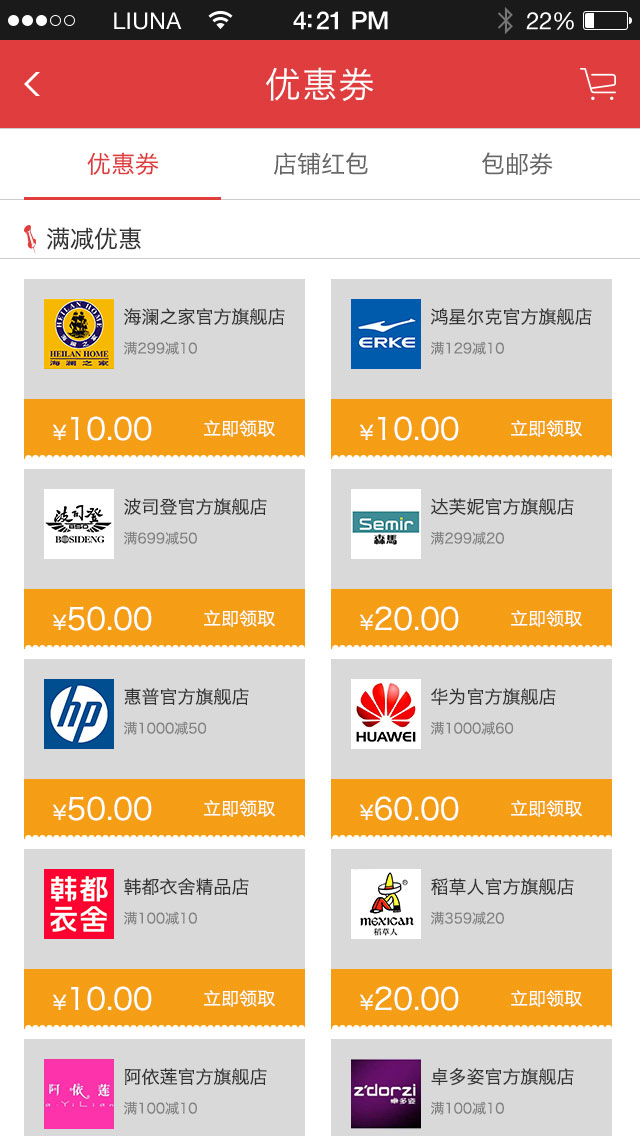 LIUNA 4:21 PM 22%
优惠券
优惠券 店铺红包 包邮券
满减优惠
HEILAN HOME
HEILAN HOME
海澜之家
海澜之家官方旗舰店
满299减10
¥10.00 立即领取
ERKE
鸿星尔克官方旗舰店
满129减10
¥10.00 立即领取
波司登
BSD
BOSIDENG
波司登官方旗舰店
满699减50
¥50.00 立即领取
Semir
森馬
达芙妮官方旗舰店
满299减20
¥20.00 立即领取
hp
惠普官方旗舰店
满1000减50
¥50.00 立即领取
HUAWEI
华为官方旗舰店
满1000减60
¥60.00 立即领取
韩都
衣舍
韩都衣舍精品店
满100减10
¥10.00 立即领取
MEXICAN
稻草人
稻草人官方旗舰店
满359减20
¥20.00 立即领取
阿依莲
a YiLian
阿依莲官方旗舰店
满100减10
z'dorzi
卓多姿
卓多姿官方旗舰店
满100减10